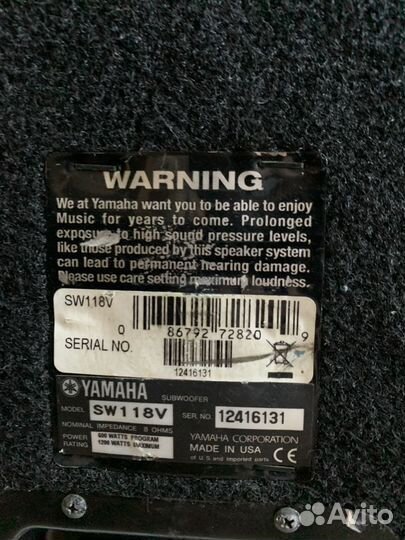 WARNING
We at Yamaha want you to be able to enjoy
Music for years to come. Prolonged
exposure to high sound pressure levels,
like those produced by this speaker system
can lead to permanent hearing damage.
Please use care setting maximum loudness.
SW118V
0 86792 72820 9
SERIAL NO.
12416131
YAMAHA SUBWOOFER
MODEL SW118V SER. NO. 12416131
NOMINAL IMPEDANCE 8 OHMS
POWER RATING 600 WATTS PROGRAM
1200 WATTS MAXIMUM
YAMAHA CORPORATION
MADE IN USA
of U.S. and imported parts
CE
Avito